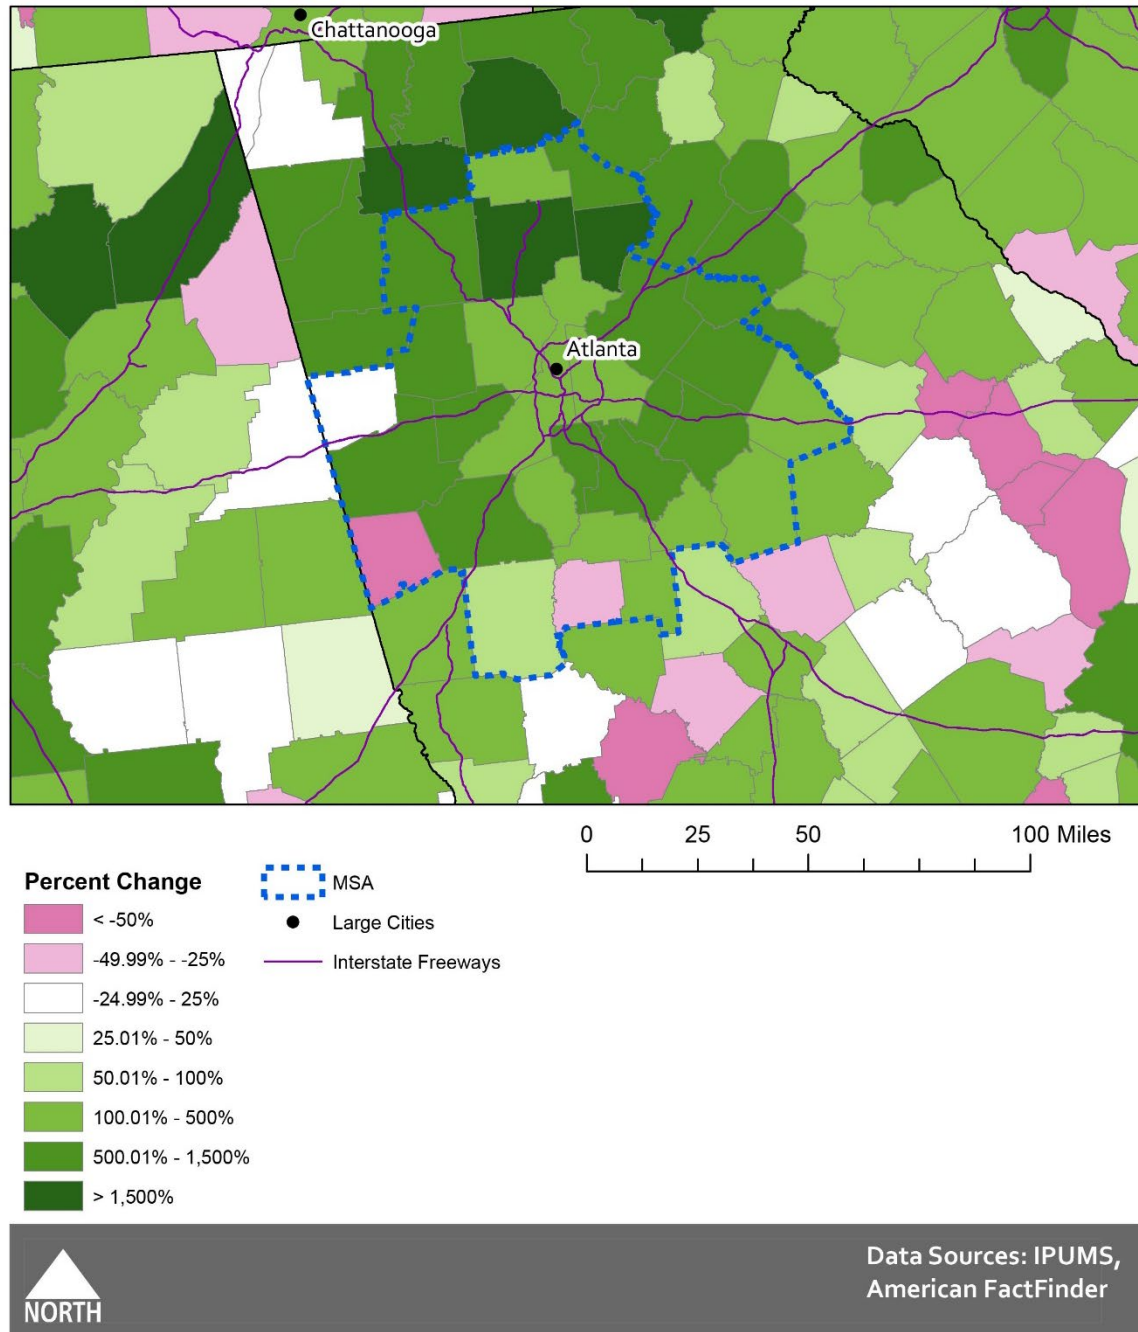 Chattanooga
Atlanta
0 25 50 100 Miles
Percent Change
< -50%
-49.99% - -25%
-24.99% - 25%
25.01% - 50%
50.01% - 100%
100.01% - 500%
500.01% - 1,500%
> 1,500%
MSA
Large Cities
Interstate Freeways
NORTH
Data Sources: IPUMS,
American FactFinder